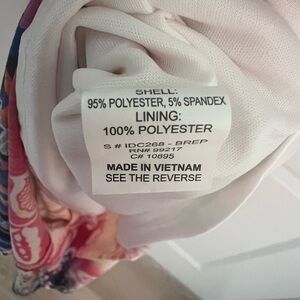 SHELL:
95% POLYESTER, 5% SPANDEX
LINING:
100% POLYESTER
S # IDC268 - BREP
RN# 99217
C# 10895
MADE IN VIETNAM
SEE THE REVERSE